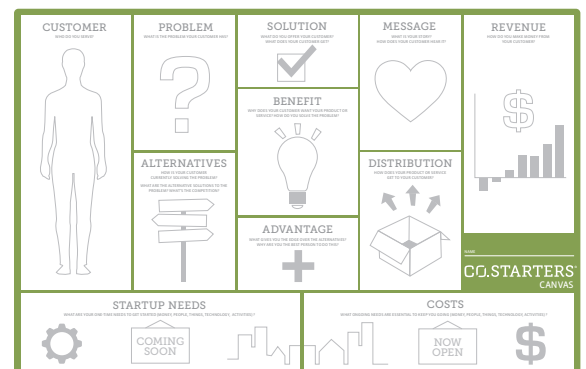 CUSTOMER
WHO DO YOU SERVE?
PROBLEM
WHAT IS THE PROBLEM YOUR CUSTOMER HAS?
ALTERNATIVES
HOW IS YOUR CUSTOMER
CURRENTLY SOLVING THE PROBLEM?
WHAT ARE THE ALTERNATIVE SOLUTIONS TO THE
PROBLEM? WHAT'S THE COMPETITION?
SOLUTION
WHAT DO YOU OFFER YOUR CUSTOMER?
WHAT DOES YOUR CUSTOMER GET?
BENEFIT
WHY DOES YOUR CUSTOMER WANT YOUR PRODUCT OR
SERVICE? HOW DO YOU SOLVE THE PROBLEM?
ADVANTAGE
WHAT GIVES YOU THE EDGE OVER THE ALTERNATIVES?
WHY ARE YOU THE BEST PERSON TO DO THIS?
MESSAGE
WHAT IS MY STORY?
HOW DOES YOUR CUSTOMER HEAR IT?
DISTRIBUTION
HOW DOES YOUR PRODUCT OR SERVICE
GET TO YOUR CUSTOMER?
REVENUE
HOW DO YOU MAKE MONEY FROM
YOUR CUSTOMER?
$
NAME
CO.STARTERS
CANVAS
STARTUP NEEDS
COMING
SOON
COSTS
NOW
OPEN
$